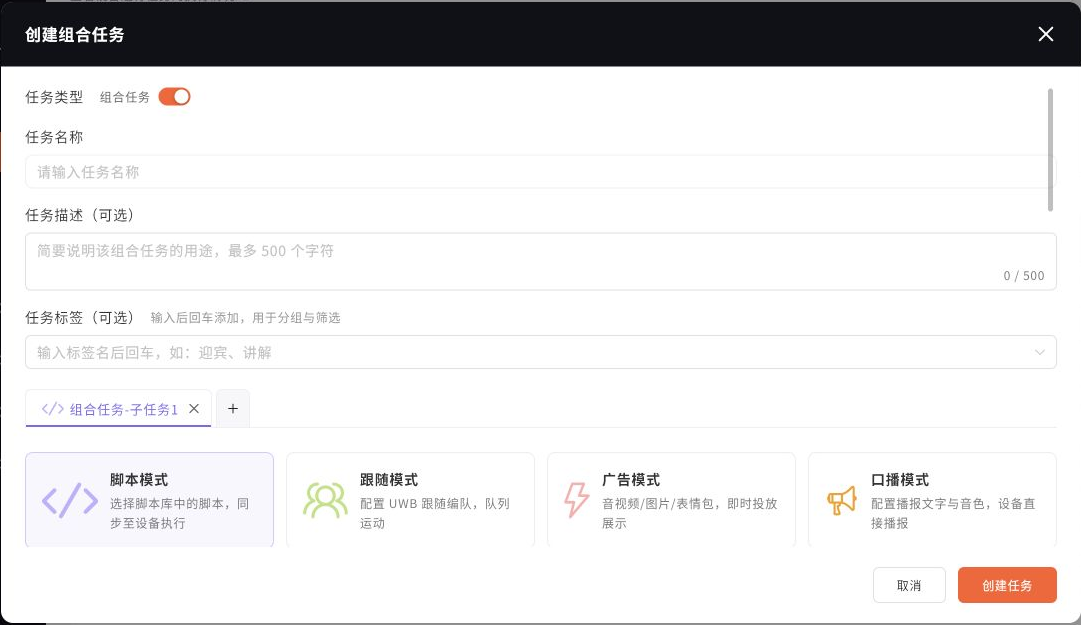 创建组合任务
任务类型 组合任务
任务名称
请输入任务名称
任务描述（可选）
简要说明该组合任务的用途，最多 500 个字符
0 / 500
任务标签（可选） 输入后回车添加，用于分组与筛选
输入标签名后回车，如：迎宾、讲解
</> 组合任务-子任务1 +
脚本模式
选择脚本库中的脚本，同
步至设备执行
跟随模式
配置 UWB 跟随编队，队列
运动
广告模式
音视频/图片/表情包，即时投放
展示
口播模式
配置播报文字与音色，设备直
接播报
取消 创建任务